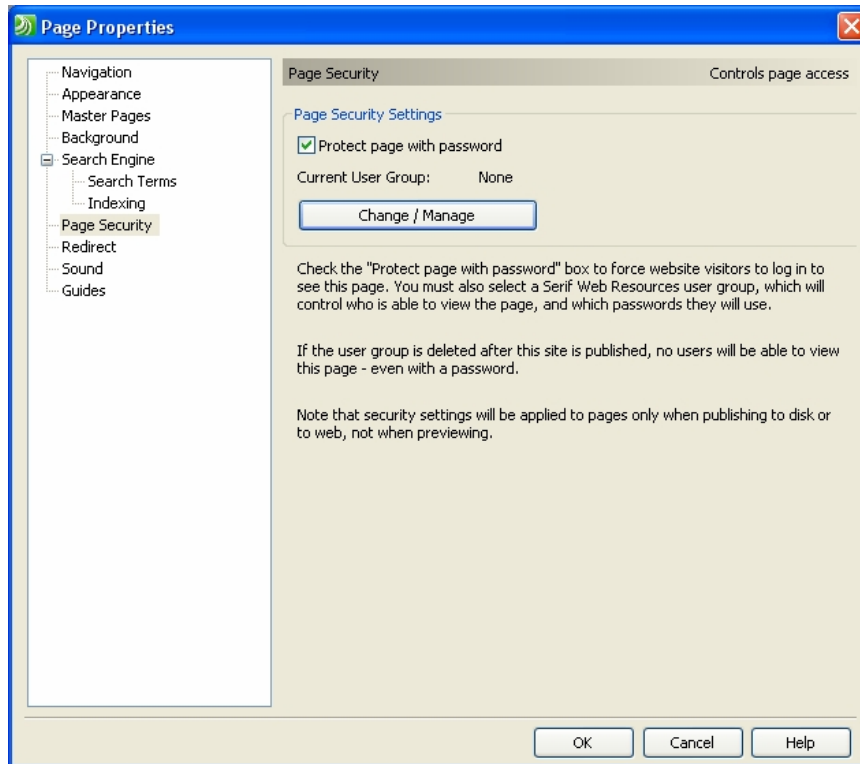 Page Properties
Navigation
Appearance
Master Pages
Background
Search Engine
Search Terms
Indexing
Page Security
Redirect
Sound
Guides
Page Security Controls page access
Page Security Settings
Protect page with password
Current User Group: None
Change / Manage
Check the "Protect page with password" box to force website visitors to log in to
see this page. You must also select a Serif Web Resources user group, which will
control who is able to view the page, and which passwords they will use.
If the user group is deleted after this site is published, no users will be able to view
this page - even with a password.
Note that security settings will be applied to pages only when publishing to disk or
to web, not when previewing.
OK Cancel Help